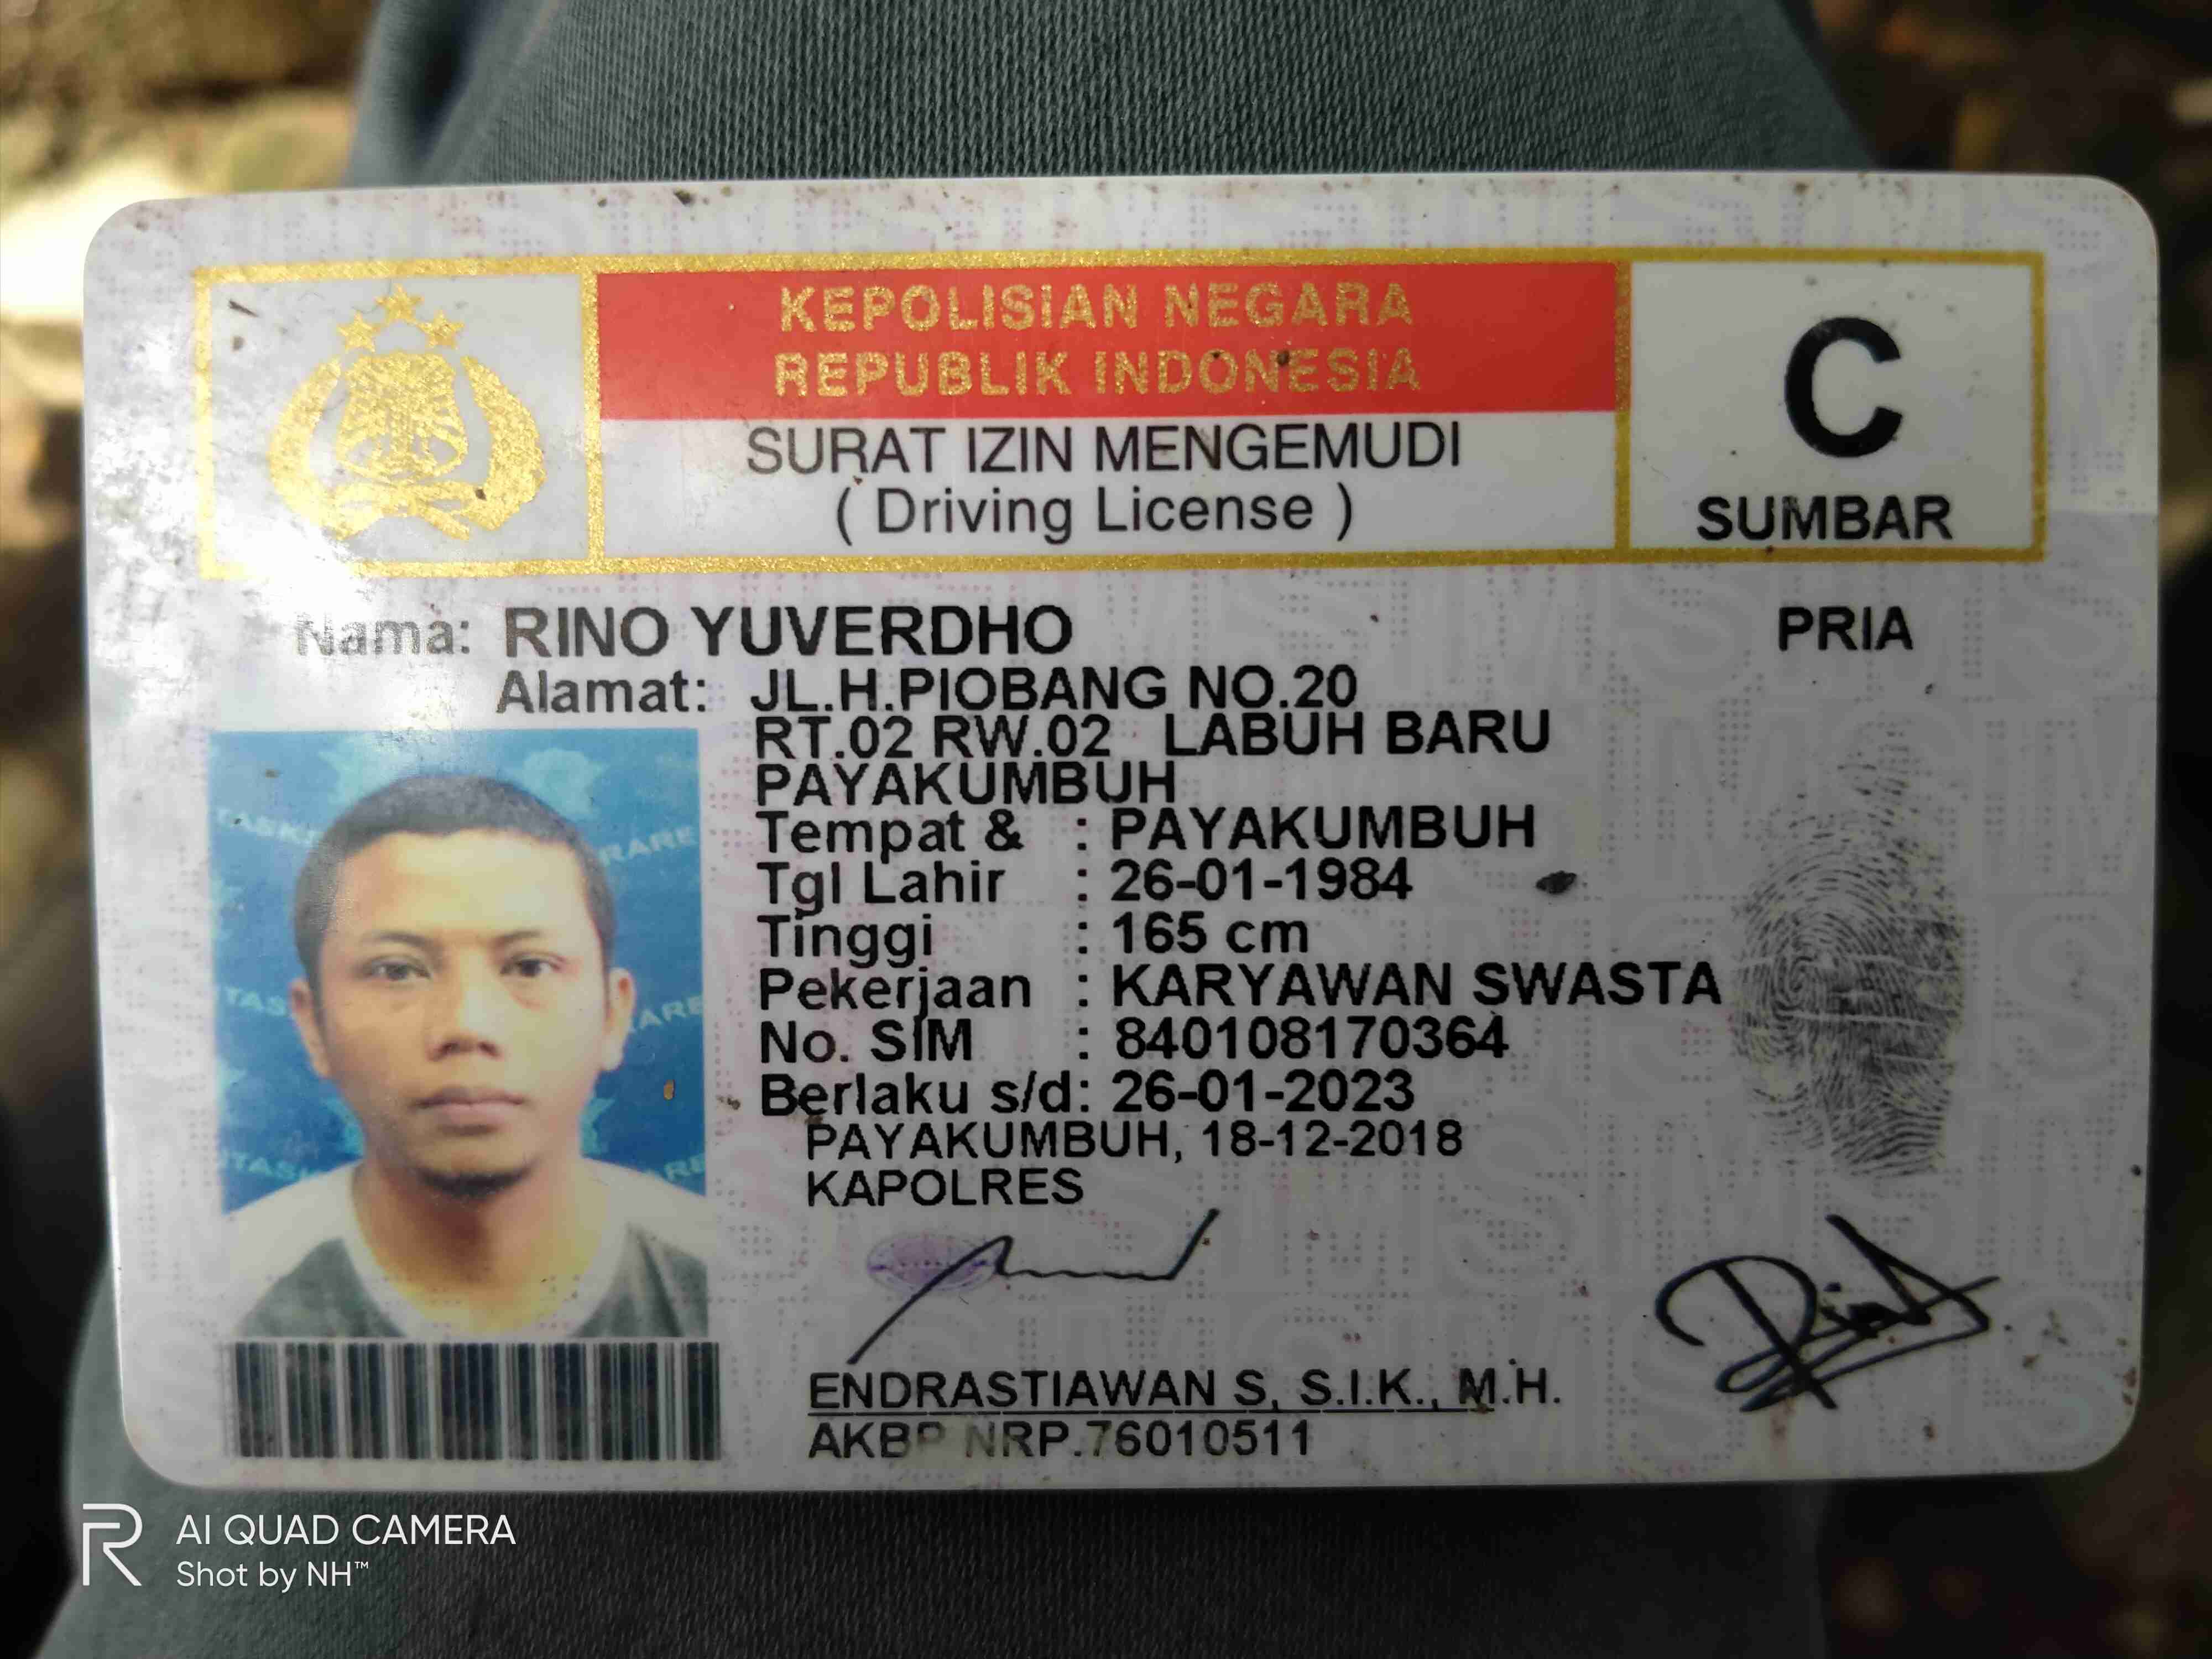 KEPOLISIAN NEGARA
REPUBLIK INDONESIA
SURAT IZIN MENGEMUDI
( Driving License )
C
SUMBAR
Nama: RINO YUVERDHO
PRIA
Alamat: JL.H.PIOBANG NO.20
RT.02 RW.02 LABUH BARU
PAYAKUMBUH
Tempat & : PAYAKUMBUH
Tgl Lahir : 26-01-1984
Tinggi : 165 cm
Pekerjaan : KARYAWAN SWASTA
No. SIM : 840108170364
Berlaku s/d: 26-01-2023
PAYAKUMBUH, 18-12-2018
KAPOLRES
ENDRASTIAWAN S, S.I.K., M.H.
AKBP NRP.76010511
AI QUAD CAMERA
Shot by NH™